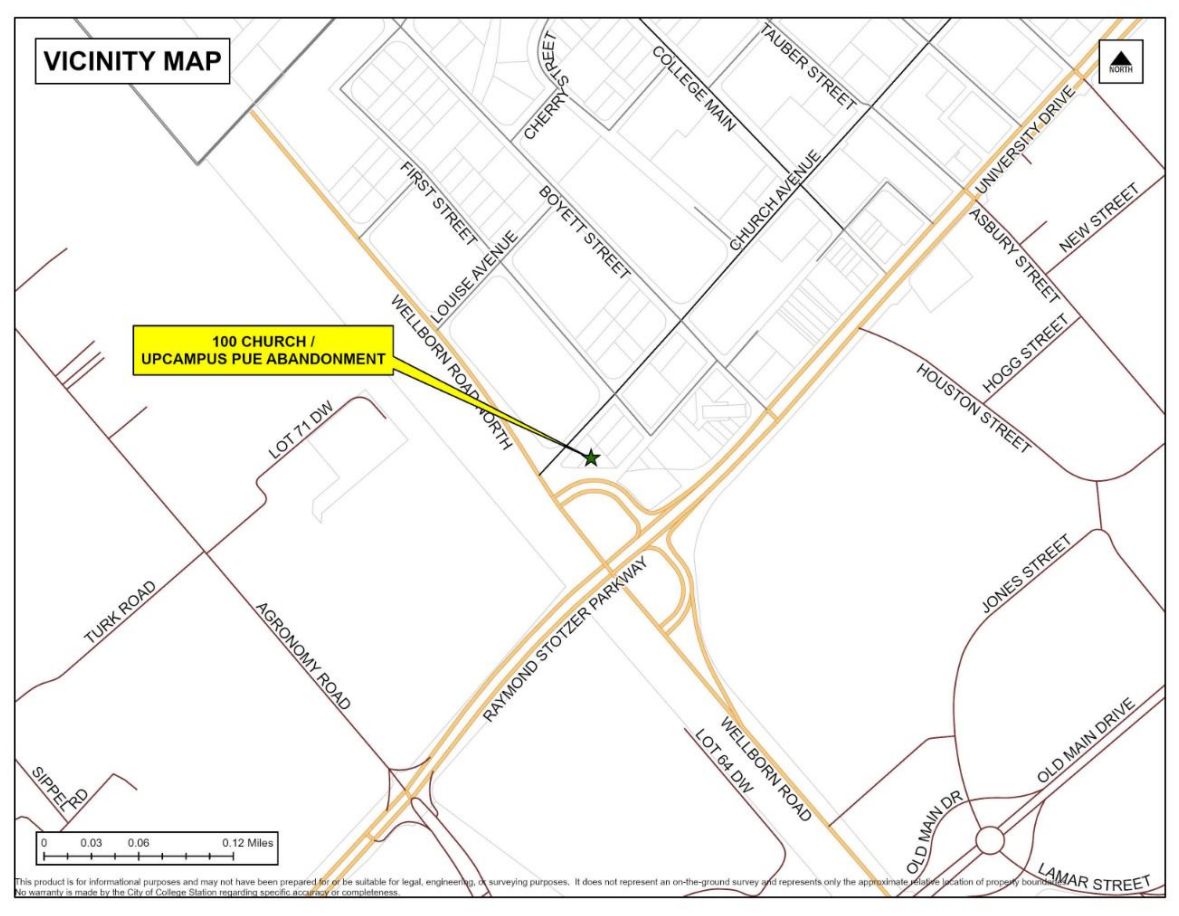 VICINITY MAP
NORTH
TAUBER STREET
CHERRY STREET
COLLEGE MAIN
UNIVERSITY DRIVE
CHURCH AVENUE
FIRST STREET
BOYETT STREET
NEW STREET
ASBURY STREET
LOUISE AVENUE
WELLBORN ROAD NORTH
100 CHURCH /
UPCAMPUS PUE ABANDONMENT
HOGG STREET
HOUSTON STREET
LOT 71 DW
JONES STREET
TURK ROAD
AGRONOMY ROAD
RAYMOND STOTZER PARKWAY
OLD MAIN DRIVE
WELLBORN ROAD
LOT 64 DW
SIPPEL RD
OLD MAIN DR
LAMAR STREET
0 0.03 0.06 0.12 Miles
This product is for informational purposes and may not have been prepared for or be suitable for legal, engineering, or surveying purposes. It does not represent an on-the-ground survey and represents only the approximate relative location of property boundaries.
No warranty is made by the City of College Station regarding specific accuracy or completeness.